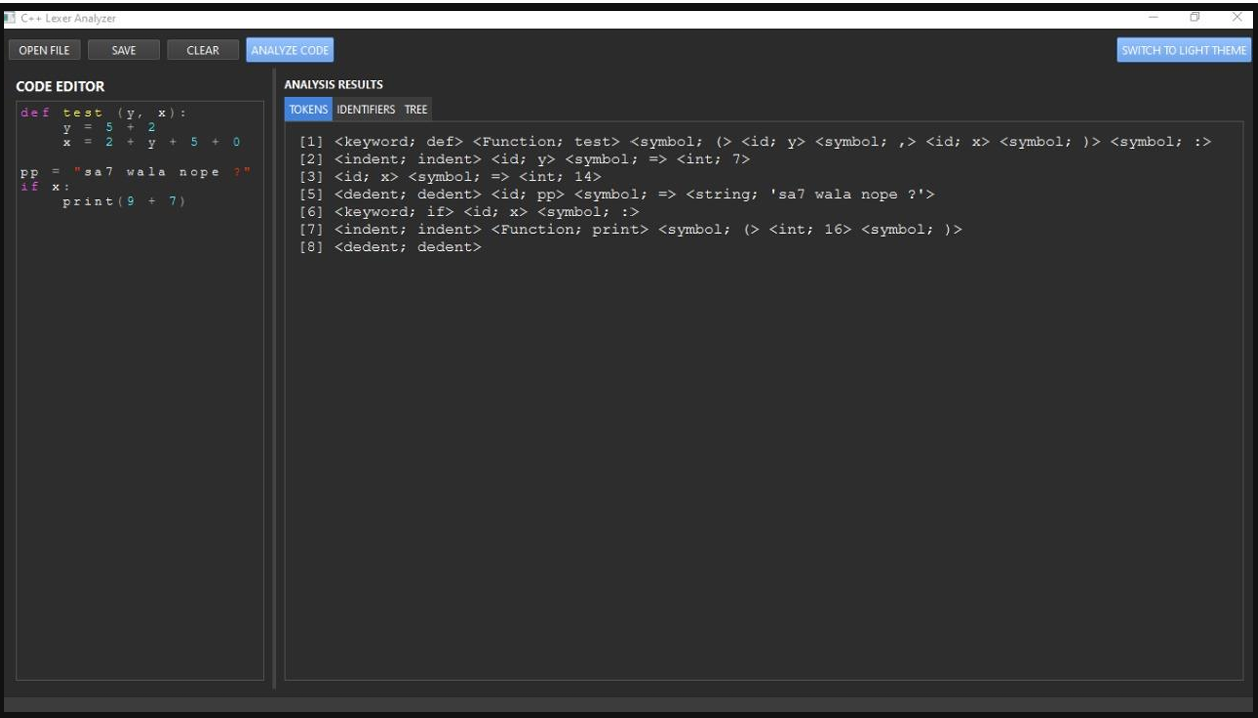 C++ Lexer Analyzer
OPEN FILE SAVE CLEAR ANALYZE CODE SWITCH TO LIGHT THEME
CODE EDITOR
def test (y, x):
y = 5 + 2
x = 2 + y + 5 + 0
pp = "sa7 wala nope ?"
if x:
print(9 + 7)
ANALYSIS RESULTS
TOKENS IDENTIFIERS TREE
[1] <keyword; def> <Function; test> <symbol; (> <id; y> <symbol; ,> <id; x> <symbol; )> <symbol; :>
[2] <indent; indent> <id; y> <symbol; => <int; 7>
[3] <id; x> <symbol; => <int; 14>
[5] <dedent; dedent> <id; pp> <symbol; => <string; 'sa7 wala nope ?'>
[6] <keyword; if> <id; x> <symbol; :>
[7] <indent; indent> <Function; print> <symbol; (> <int; 16> <symbol; )>
[8] <dedent; dedent>